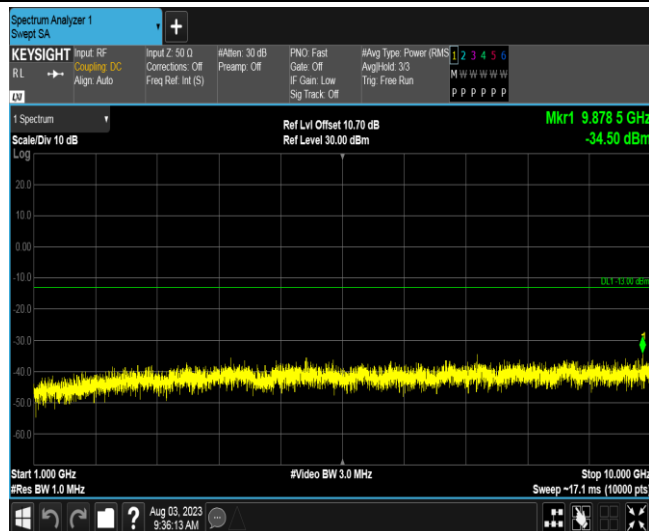 Spectrum Analyzer 1
Swept SA
+
KEYSIGHT Input: RF Input Z: 50 Ω #Atten: 30 dB PNO: Fast #Avg Type: Power (RMS 1 2 3 4 5 6
RL Coupling: DC Corrections: Off Preamp: Off Gate: Off Avg|Hold: 3/3 M W W W W W
Align: Auto Freq Ref: Int (S) IF Gain: Low Trig: Free Run
Sig Track: Off P P P P P P
LXI
1 Spectrum Ref Lvl Offset 10.70 dB Mkr1 9.878 5 GHz
Scale/Div 10 dB Ref Level 30.00 dBm -34.50 dBm
Log
20.0
10.0
0.00
-10.0
DL1 -13.00 dBm
-20.0
-30.0
1
-40.0
-50.0
-60.0
Start 1.000 GHz #Video BW 3.0 MHz Stop 10.000 GHz
#Res BW 1.0 MHz Sweep ~17.1 ms (10000 pts)
? Aug 03, 2023
9:36:13 AM